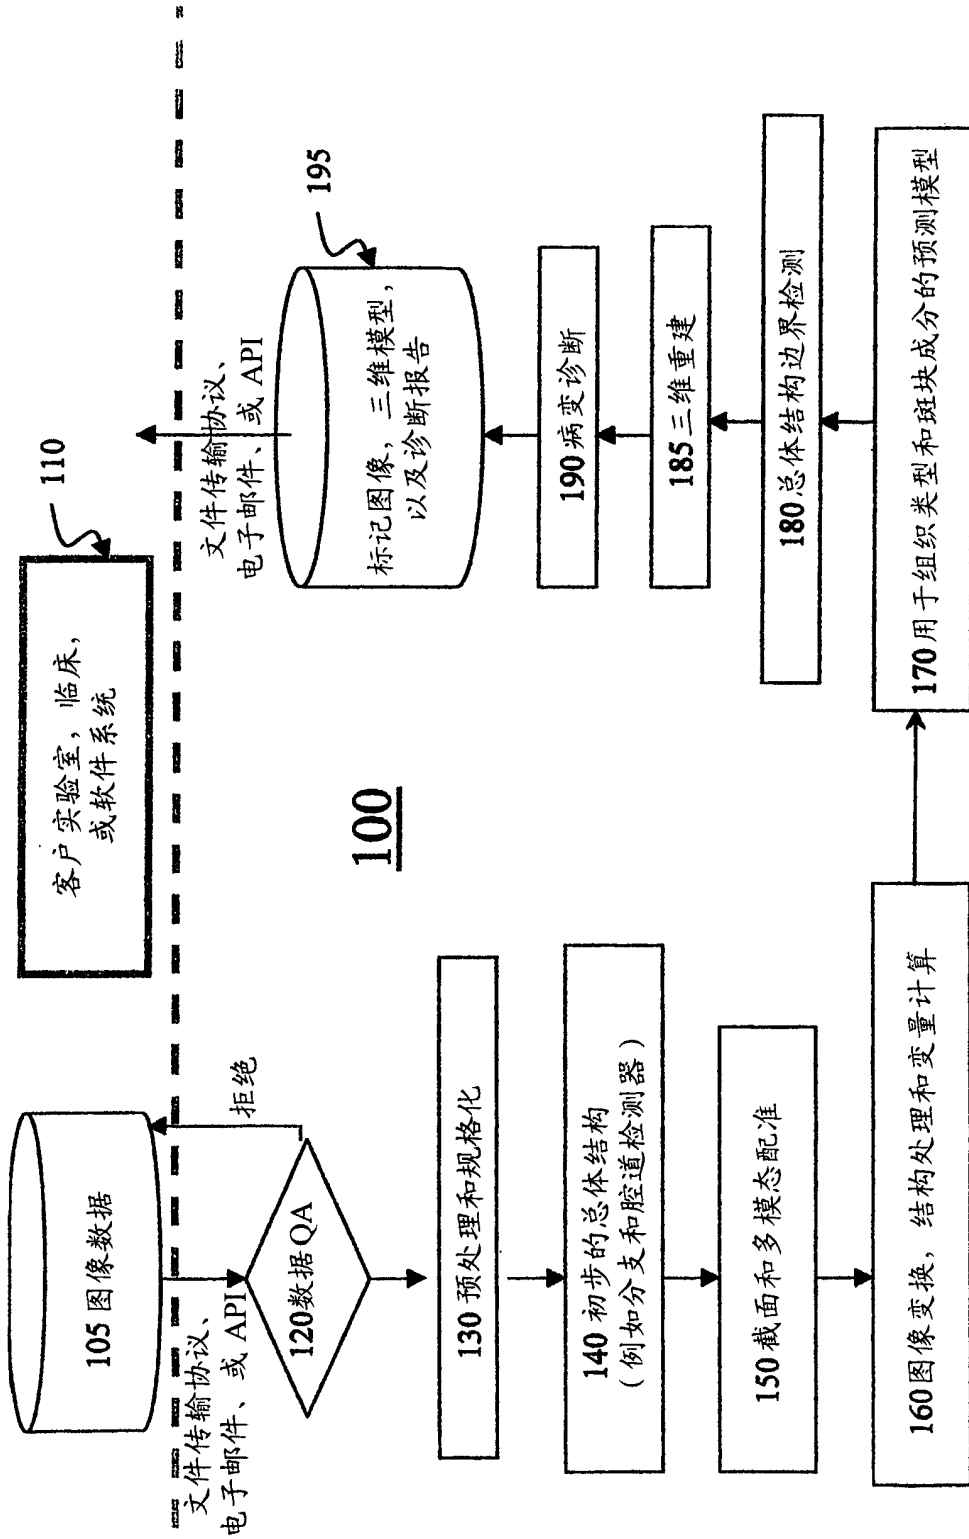 客户实验室，临床，
或软件系统
110
105 图像数据
文件传输协议、
电子邮件、或 API
拒绝
120数据QA
130 预处理和规格化
140 初步的总体结构
(例如分支和腔道检测器)
150 截面和多模态配准
160图像变换，结构处理和变量计算
100
170 用于组织类型和斑块成分的预测模型
180总体结构边界检测
185三维重建
190病变诊断
标记图像，三维模型，
以及诊断报告
195
文件传输协议、
电子邮件、或 API